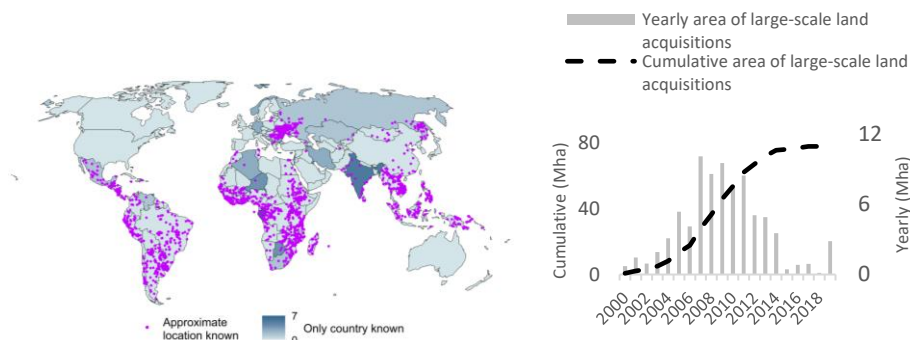 Yearly area of large-scale land
acquisitions
Cumulative area of large-scale land
acquisitions
Approximate
location known
7
0
Only country known
Cumulative (Mha)
80
40
0
12
6
0
Yearly (Mha)
2000
2002
2004
2006
2008
2010
2012
2014
2016
2018